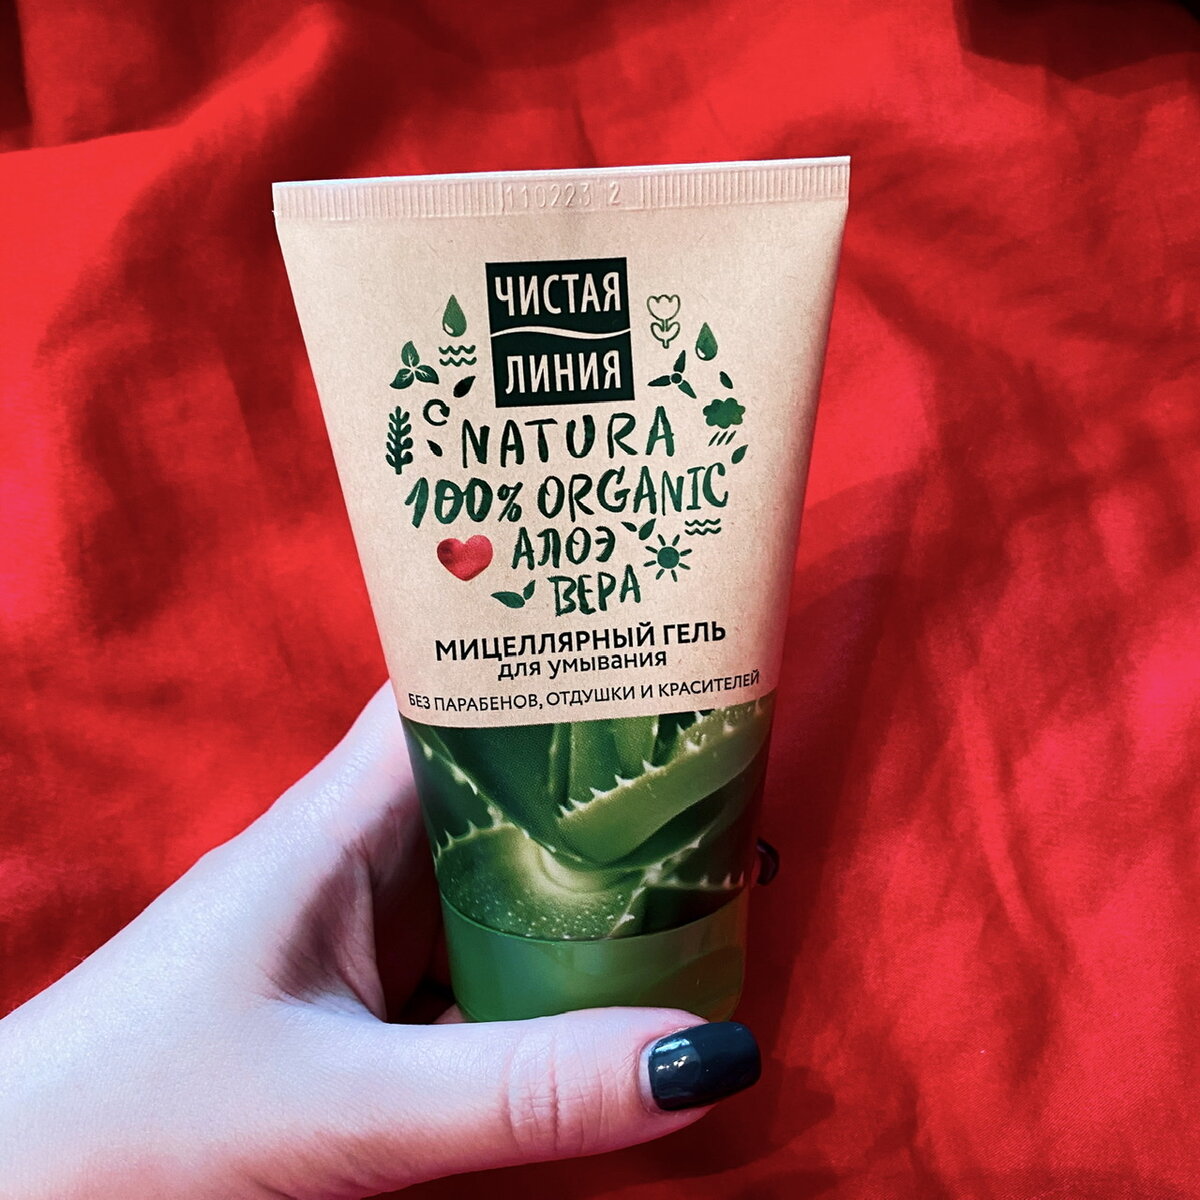 110223 2
ЧИСТАЯ
ЛИНИЯ
NATURA
100% ORGANIC
АЛОЭ
ВЕРА
МИЦЕЛЛЯРНЫЙ ГЕЛЬ
для умывания
БЕЗ ПАРАБЕНОВ, ОТДУШКИ И КРАСИТЕЛЕЙ